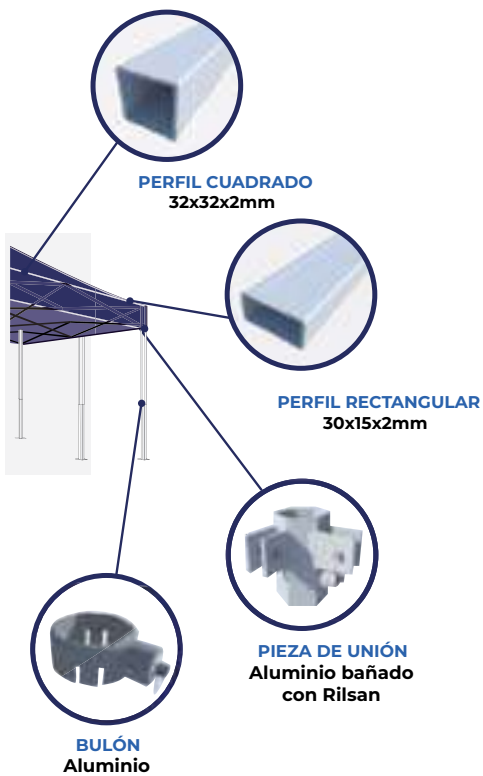 PERFIL CUADRADO
32x32x2mm
PERFIL RECTANGULAR
30x15x2mm
PIEZA DE UNIÓN
Aluminio bañado
con Rilsan
BULÓN
Aluminio